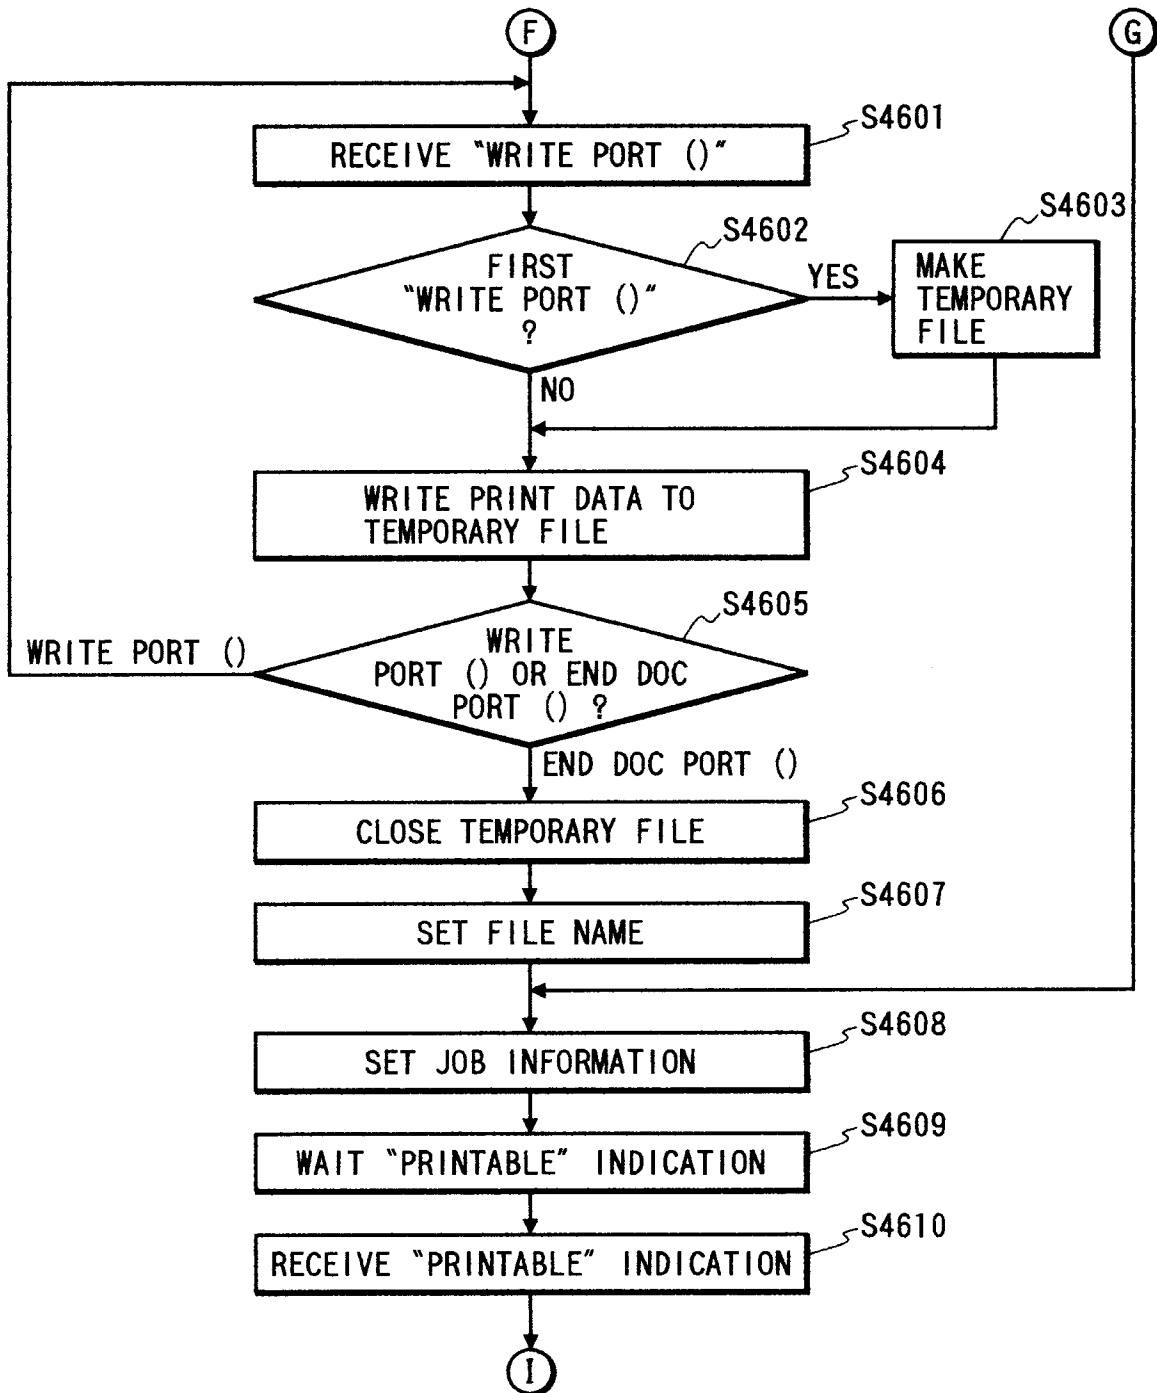 F
G
S4601
RECEIVE "WRITE PORT ()"
S4602
S4603
FIRST
"WRITE PORT ()"
?
YES
MAKE
TEMPORARY
FILE
NO
S4604
WRITE PRINT DATA TO
TEMPORARY FILE
S4605
WRITE PORT ()
WRITE
PORT () OR END DOC
PORT () ?
END DOC PORT ()
S4606
CLOSE TEMPORARY FILE
S4607
SET FILE NAME
S4608
SET JOB INFORMATION
S4609
WAIT "PRINTABLE" INDICATION
S4610
RECEIVE "PRINTABLE" INDICATION
I